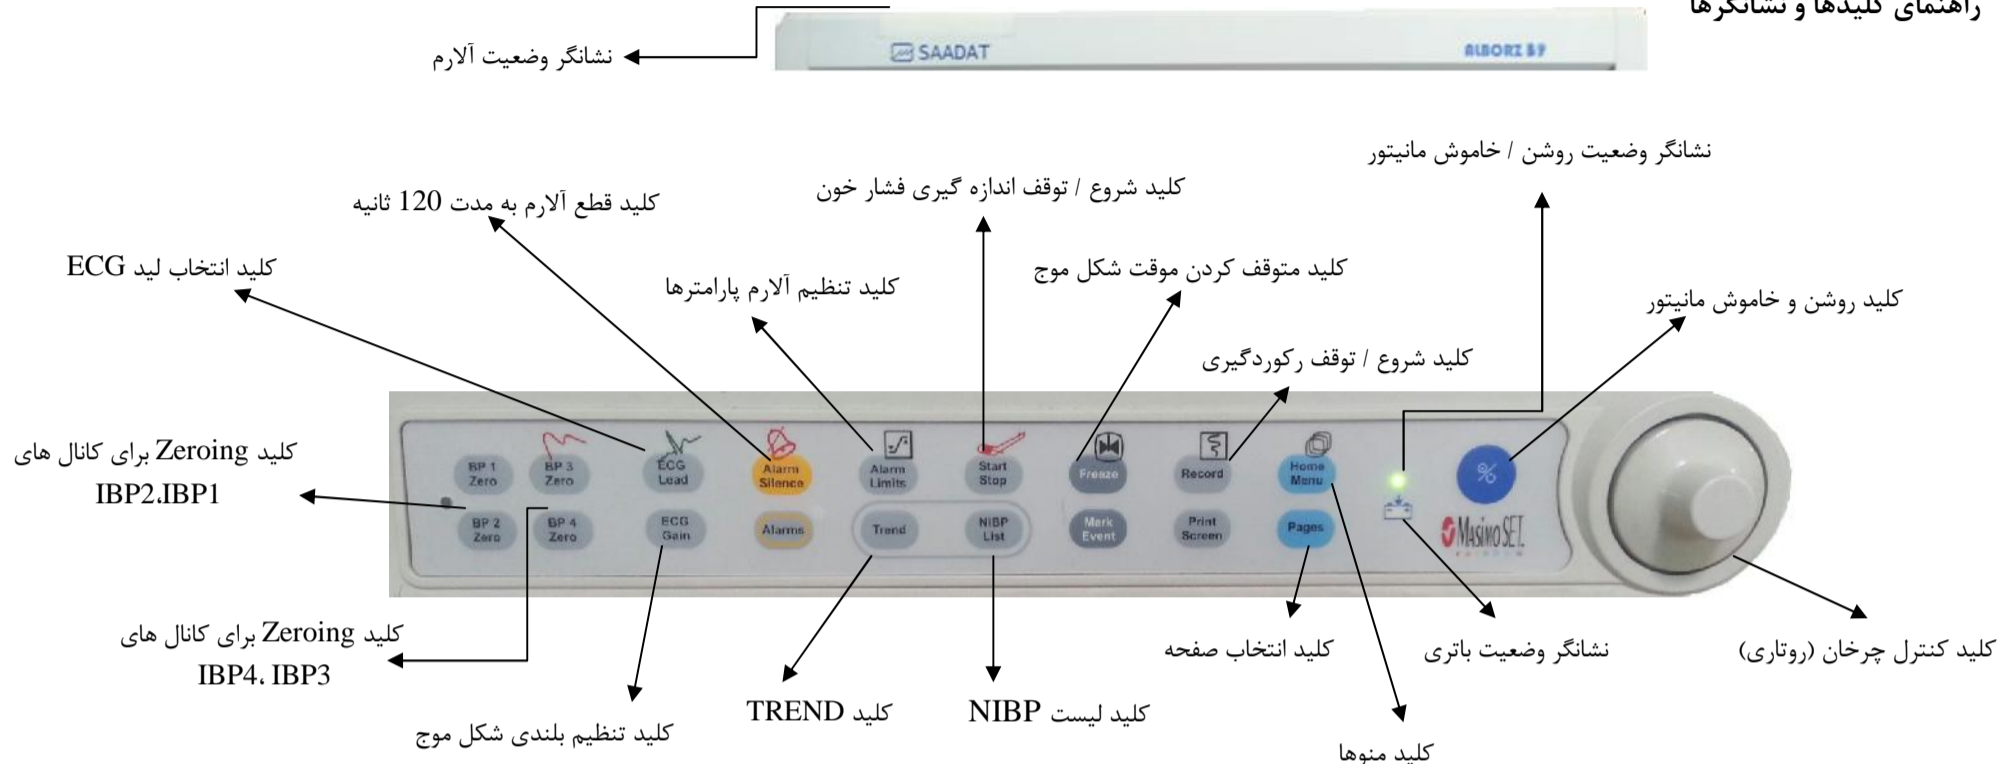 راهنمای کلیدها و نشانگرها
نشانگر وضعیت آلارم
SAADAT
ALBORZ B9
نشانگر وضعیت روشن / خاموش مانیتور
کلید شروع / توقف اندازه گیری فشار خون
کلید قطع آلارم به مدت 120 ثانیه
کلید متوقف کردن موقت شکل موج
کلید انتخاب لید ECG
کلید تنظیم آلارم پارامترها
کلید روشن و خاموش مانیتور
کلید شروع / توقف رکوردگیری
کلید Zeroing برای کانال های
IBP2،IBP1
BP 1
Zero
BP 3
Zero
ECG
Lead
Alarm
Silence
Alarm
Limits
Start
Stop
Freeze
Record
Home
Menu
BP 2
Zero
BP 4
Zero
ECG
Gain
Alarms
Trend
NIBP
List
Mark
Event
Print
Screen
Pages
Masimo SET
کلید Zeroing برای کانال های
IBP4، IBP3
کلید انتخاب صفحه
نشانگر وضعیت باتری
کلید کنترل چرخان (روتاری)
کلید تنظیم بلندی شکل موج
کلید TREND
کلید لیست NIBP
کلید منوها